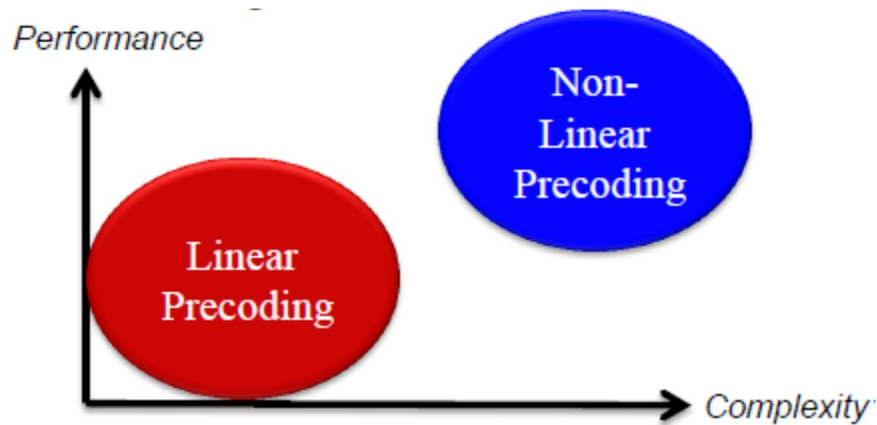 Performance
Non-
Linear
Precoding
Linear
Precoding
Complexity